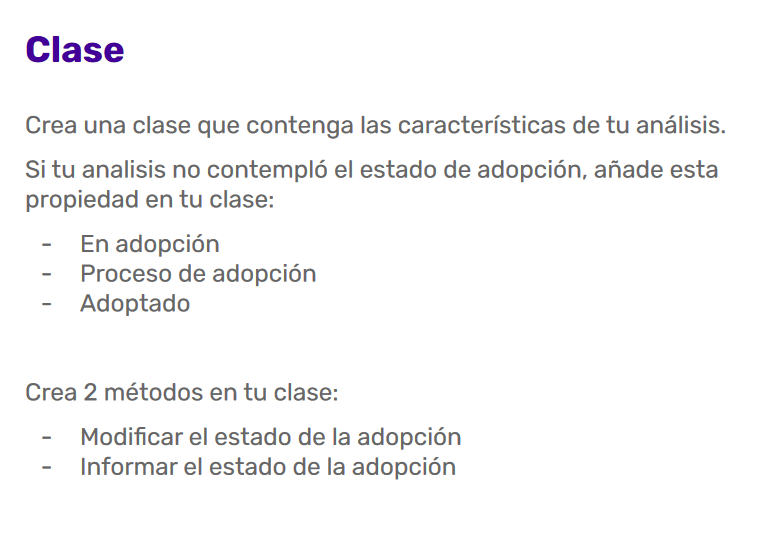 Clase
Crea una clase que contenga las características de tu análisis.
Si tu analisis no contempló el estado de adopción, añade esta
propiedad en tu clase:
- En adopción
- Proceso de adopción
- Adoptado
Crea 2 métodos en tu clase:
- Modificar el estado de la adopción
- Informar el estado de la adopción